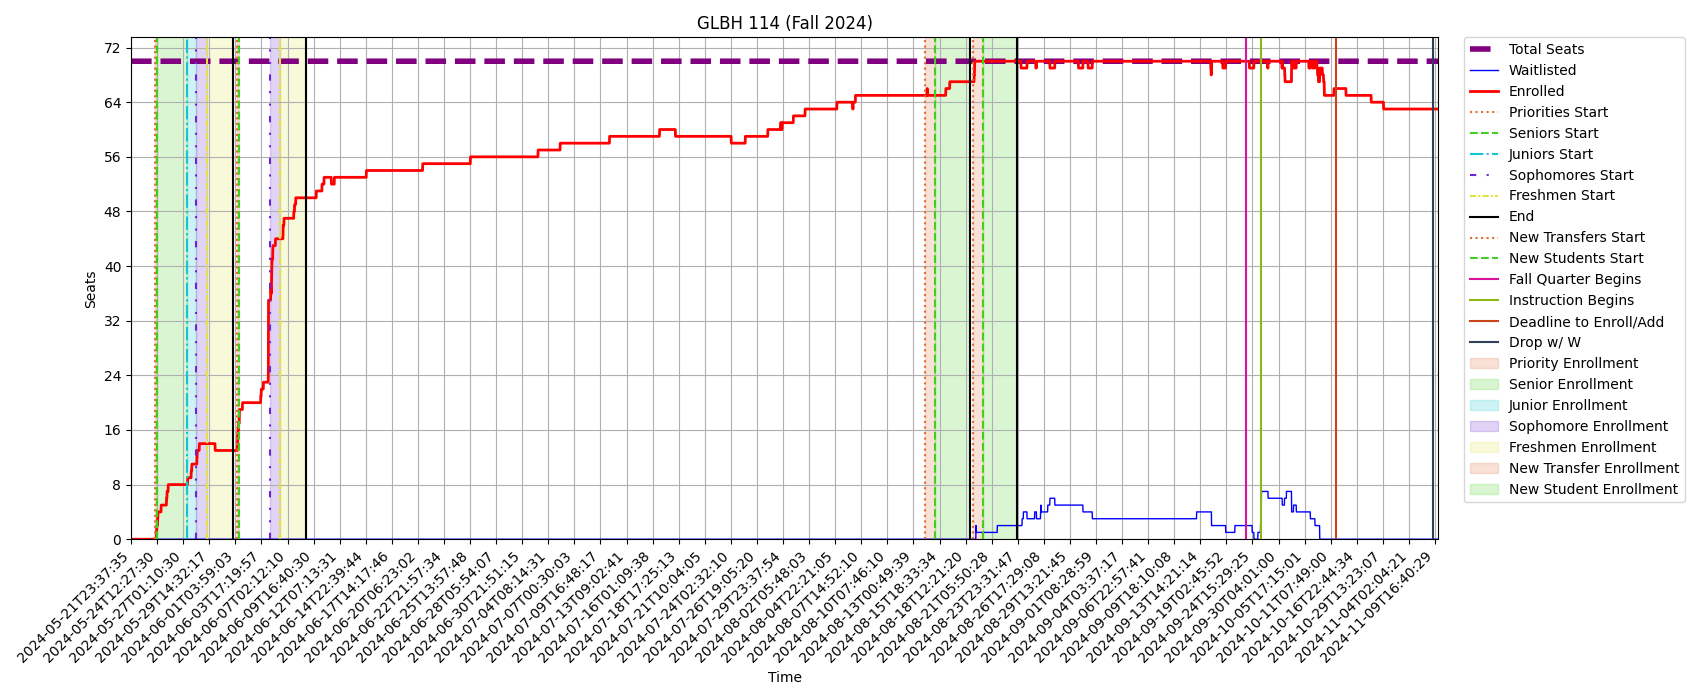 GLBH 114 (Fall 2024)
72
64
56
48
40
32
24
16
8
0
Seats
2024-05-21T23:37:35
2024-05-24T12:27:30
2024-05-27T01:10:30
2024-05-29T14:32:17
2024-06-01T03:59:03
2024-06-03T17:19:57
2024-06-07T02:12:10
2024-06-09T16:40:30
2024-06-12T07:13:31
2024-06-14T22:39:44
2024-06-17T14:17:46
2024-06-20T06:23:02
2024-06-22T21:57:34
2024-06-25T13:57:48
2024-06-28T05:54:07
2024-06-30T21:51:15
2024-07-04T08:14:31
2024-07-07T00:30:03
2024-07-09T16:48:17
2024-07-13T09:02:41
2024-07-16T01:09:38
2024-07-18T17:25:13
2024-07-21T10:04:05
2024-07-24T02:32:10
2024-07-26T19:05:20
2024-07-29T23:37:54
2024-08-02T05:48:03
2024-08-04T22:21:05
2024-08-07T14:52:10
2024-08-10T07:46:10
2024-08-13T00:49:39
2024-08-15T18:33:34
2024-08-18T12:21:20
2024-08-21T05:50:28
2024-08-23T23:31:47
2024-08-26T17:29:08
2024-08-29T13:21:45
2024-09-01T08:28:59
2024-09-04T03:37:17
2024-09-06T22:57:41
2024-09-09T18:10:08
2024-09-13T14:21:14
2024-09-19T02:45:52
2024-09-24T15:29:25
2024-09-30T04:01:00
2024-10-05T17:15:01
2024-10-11T07:49:00
2024-10-16T22:44:34
2024-10-29T13:23:07
2024-11-04T02:04:21
2024-11-09T16:40:29
Time
Total Seats
Waitlisted
Enrolled
Priorities Start
Seniors Start
Juniors Start
Sophomores Start
Freshmen Start
End
New Transfers Start
New Students Start
Fall Quarter Begins
Instruction Begins
Deadline to Enroll/Add
Drop w/ W
Priority Enrollment
Senior Enrollment
Junior Enrollment
Sophomore Enrollment
Freshmen Enrollment
New Transfer Enrollment
New Student Enrollment